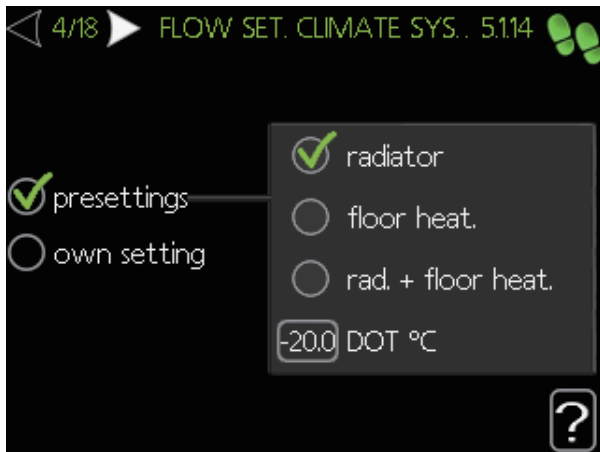 4/18 FLOW SET. CLIMATE SYS.. 5.1.14
radiator
presettings
floor heat.
own setting
rad. + floor heat.
-20.0 DOT °C
?